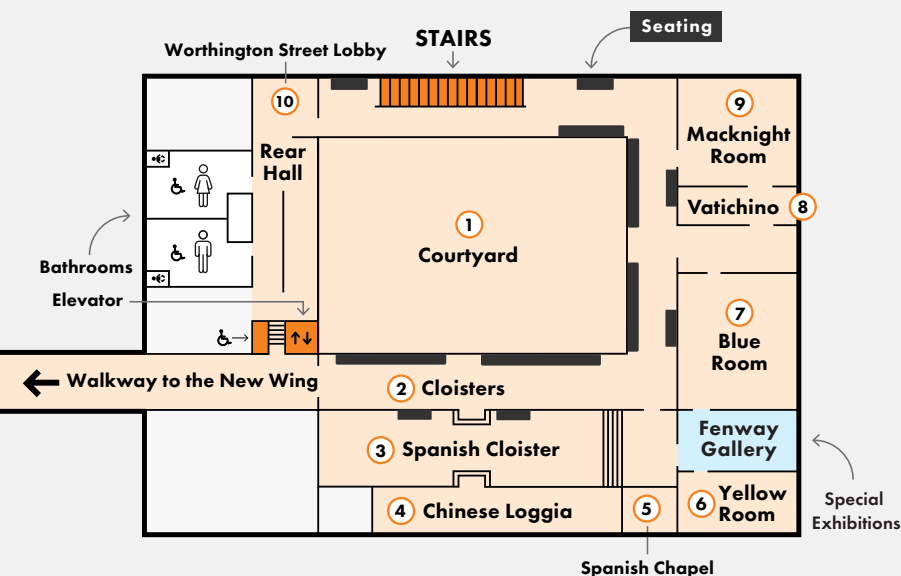 Seating
STAIRS
Worthington Street Lobby
10
9
Macknight
Room
Rear
Hall
Vatichino 8
1
Courtyard
Bathrooms
Elevator
7
Blue
Room
Walkway to the New Wing
2 Cloisters
Fenway
Gallery
3 Spanish Cloister
4 Chinese Loggia
5
6 Yellow
Room
Special
Exhibitions
Spanish Chapel